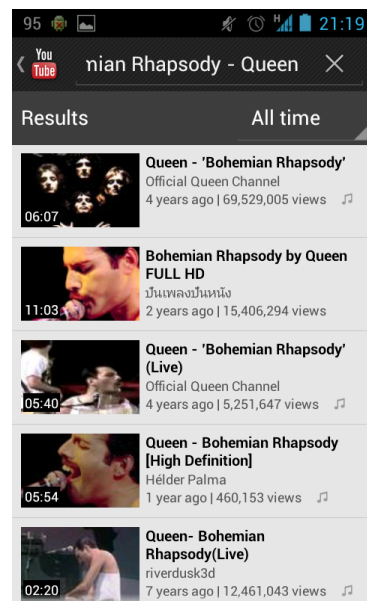 95 H 21:19
You Tube mian Rhapsody - Queen
Results All time
Queen - 'Bohemian Rhapsody'
Official Queen Channel
4 years ago | 69,529,005 views
06:07
Bohemian Rhapsody by Queen
FULL HD
ปันเพลงปันหนัง
2 years ago | 15,406,294 views
11:03
Queen - 'Bohemian Rhapsody'
(Live)
Official Queen Channel
4 years ago | 5,251,647 views
05:40
Queen - Bohemian Rhapsody
[High Definition]
Hélder Palma
1 year ago | 460,153 views
05:54
Queen- Bohemian
Rhapsody(Live)
riverdusk3d
7 years ago | 12,461,043 views
02:20